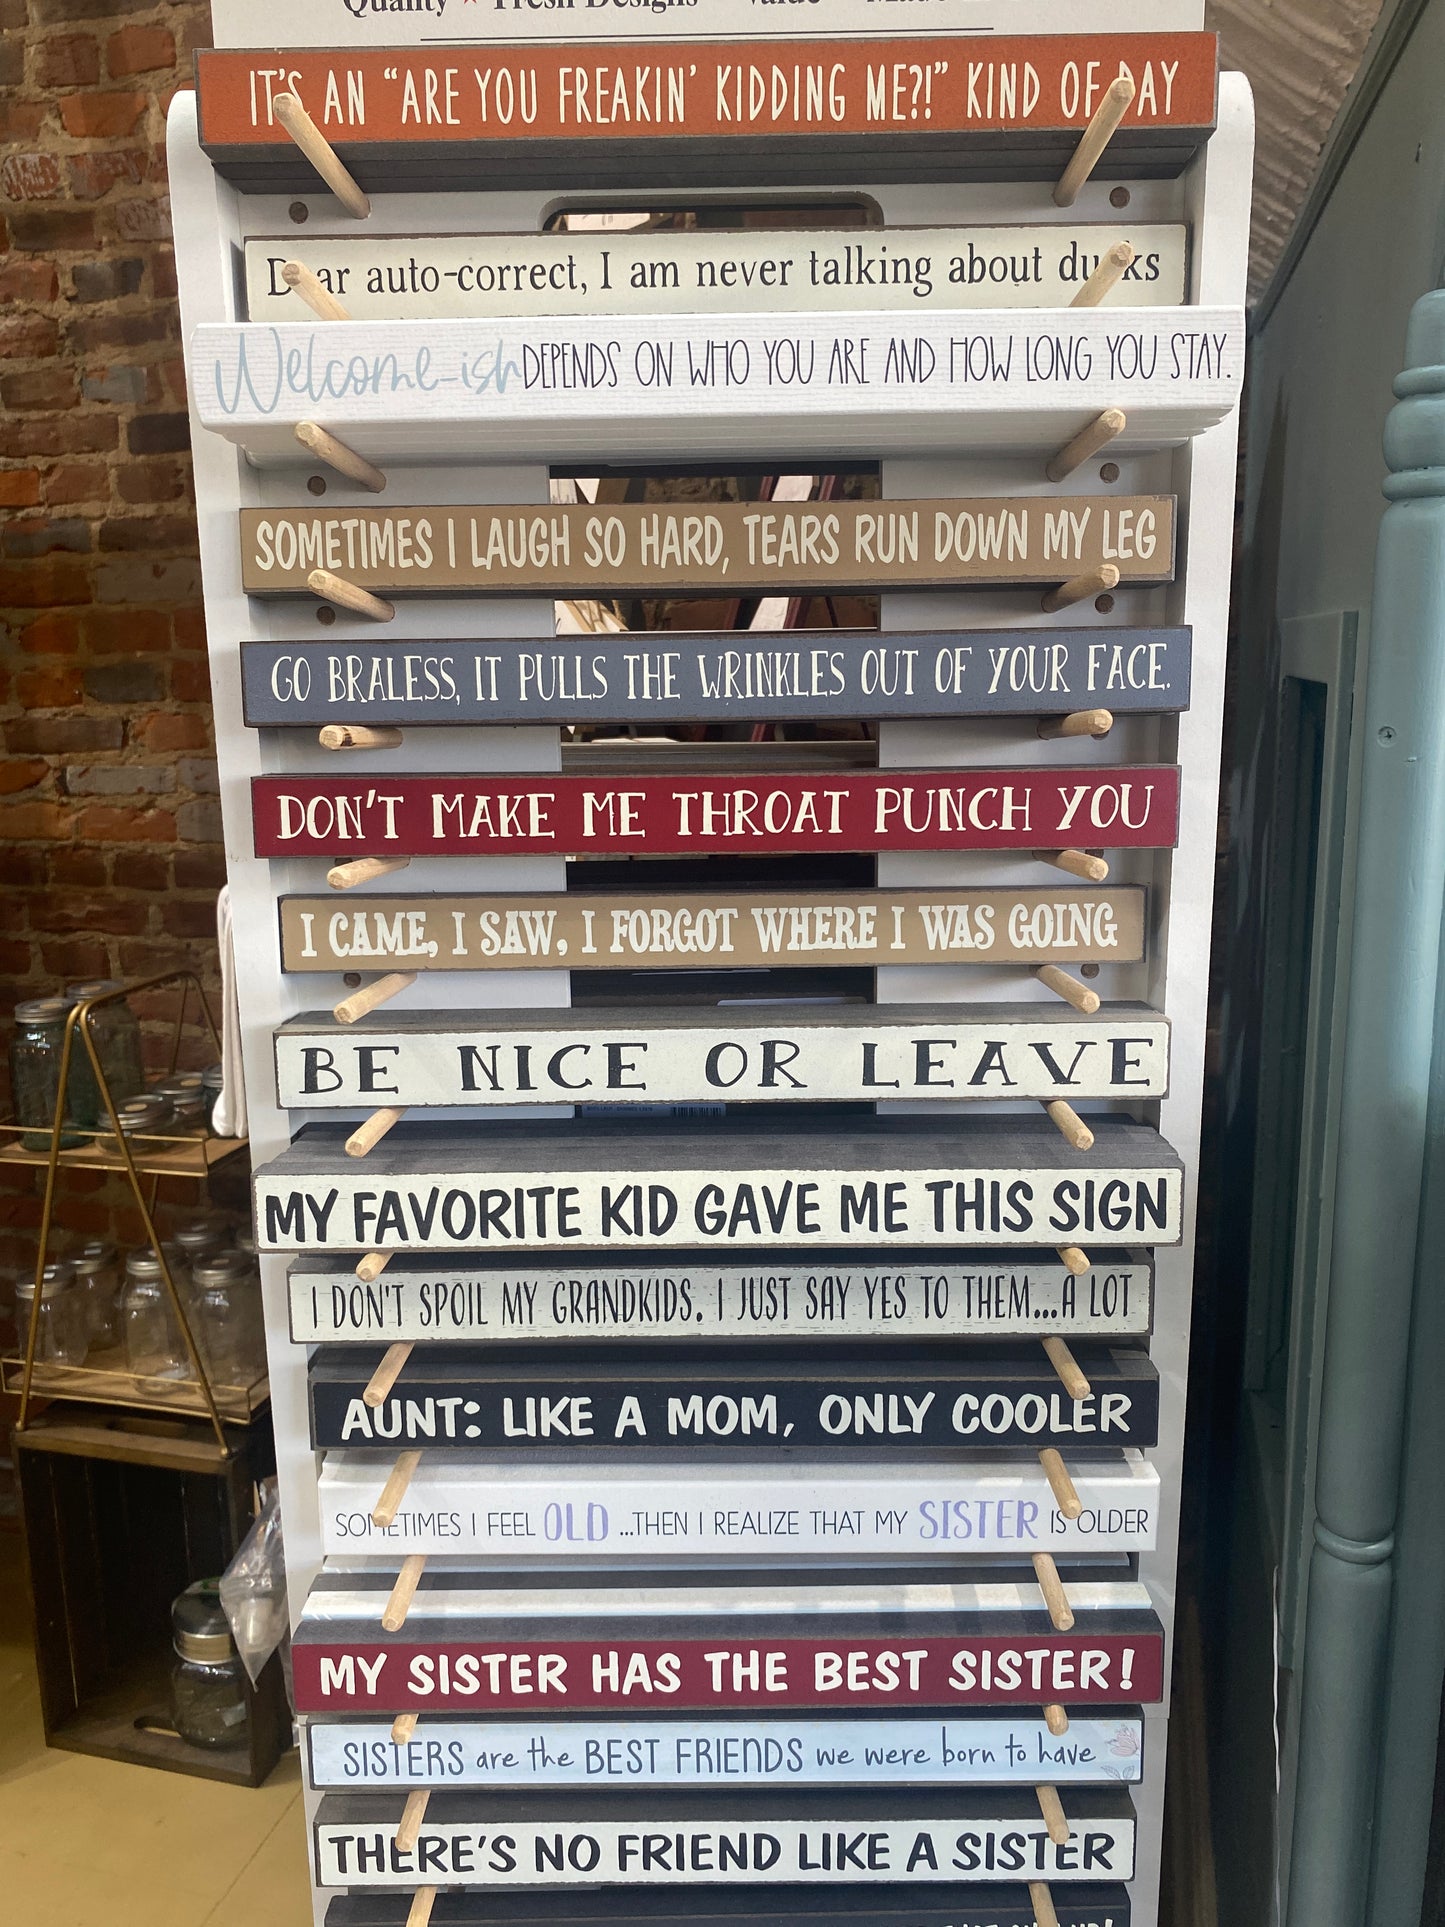 Quality Fresh Designs Value Made
IT'S AN "ARE YOU FREAKIN' KIDDING ME?!" KIND OF DAY
Dear auto-correct, I am never talking about ducks
Welcome-ish DEPENDS ON WHO YOU ARE AND HOW LONG YOU STAY.
SOMETIMES I LAUGH SO HARD, TEARS RUN DOWN MY LEG
GO BRALESS, IT PULLS THE WRINKLES OUT OF YOUR FACE.
DON'T MAKE ME THROAT PUNCH YOU
I CAME, I SAW, I FORGOT WHERE I WAS GOING
BE NICE OR LEAVE
MY FAVORITE KID GAVE ME THIS SIGN
I DON'T SPOIL MY GRANDKIDS. I JUST SAY YES TO THEM...A LOT
AUNT: LIKE A MOM, ONLY COOLER
SOMETIMES I FEEL OLD ...THEN I REALIZE THAT MY SISTER IS OLDER
MY SISTER HAS THE BEST SISTER!
SISTERS are the BEST FRIENDS we were born to have
THERE'S NO FRIEND LIKE A SISTER